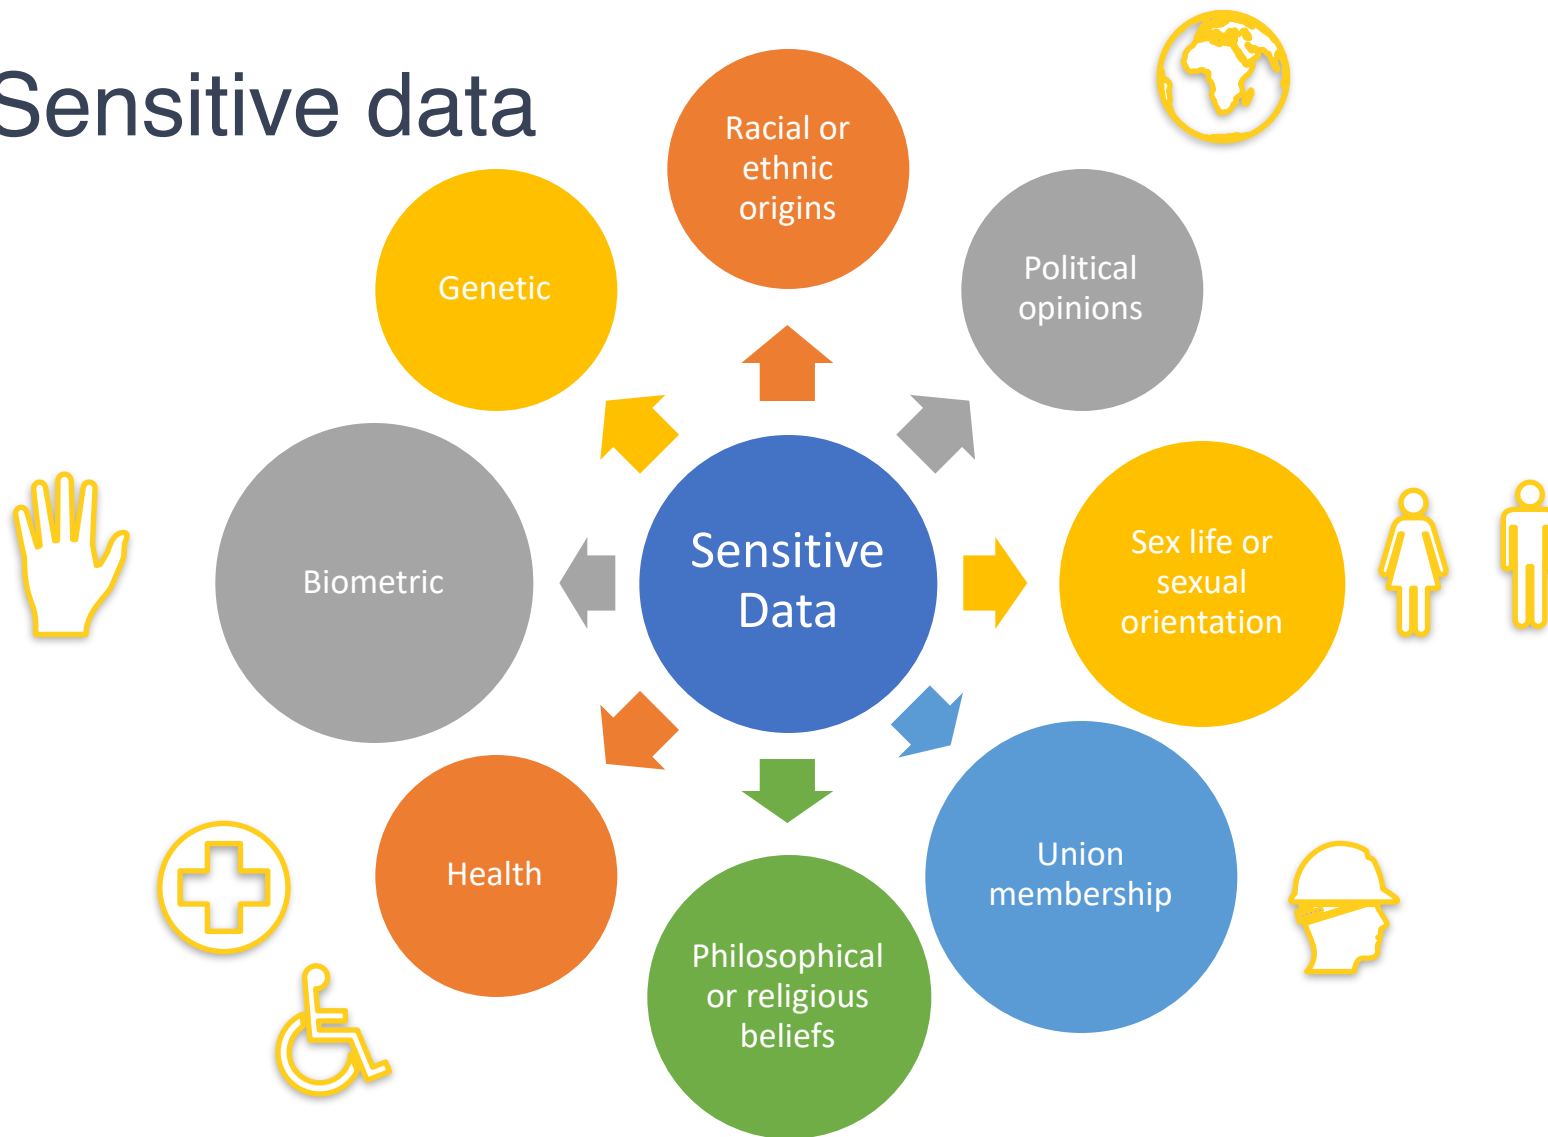 Sensitive data
Racial or
ethnic
origins
Political
opinions
Sex life or
sexual
orientation
Union
membership
Philosophical
or religious
beliefs
Health
Biometric
Genetic
Sensitive
Data